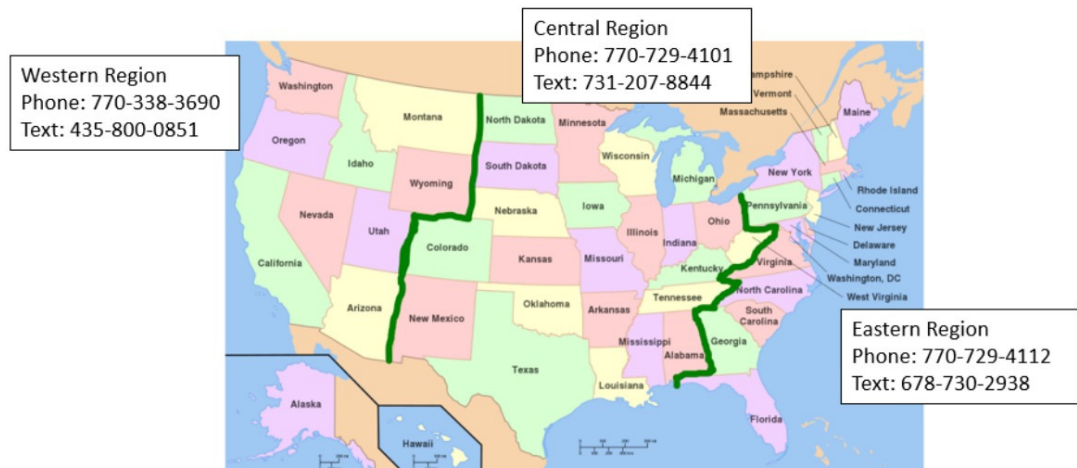 Central Region
Phone: 770-729-4101
Text: 731-207-8844
Western Region
Phone: 770-338-3690
Text: 435-800-0851
Eastern Region
Phone: 770-729-4112
Text: 678-730-2938
Washington
Montana
North Dakota
Minnesota
Vermont
Massachusetts
Maine
Oregon
Idaho
Wyoming
South Dakota
Wisconsin
Michigan
New York
Rhode Island
Connecticut
New Jersey
Delaware
Maryland
Washington, DC
West Virginia
Nevada
Utah
Colorado
Nebraska
Iowa
Illinois
Indiana
Ohio
Pennsylvania
California
Arizona
New Mexico
Kansas
Missouri
Kentucky
Virginia
Oklahoma
Arkansas
Tennessee
North Carolina
South
Carolina
Texas
Louisiana
Mississippi
Alabama
Georgia
Florida
Alaska
Hawaii